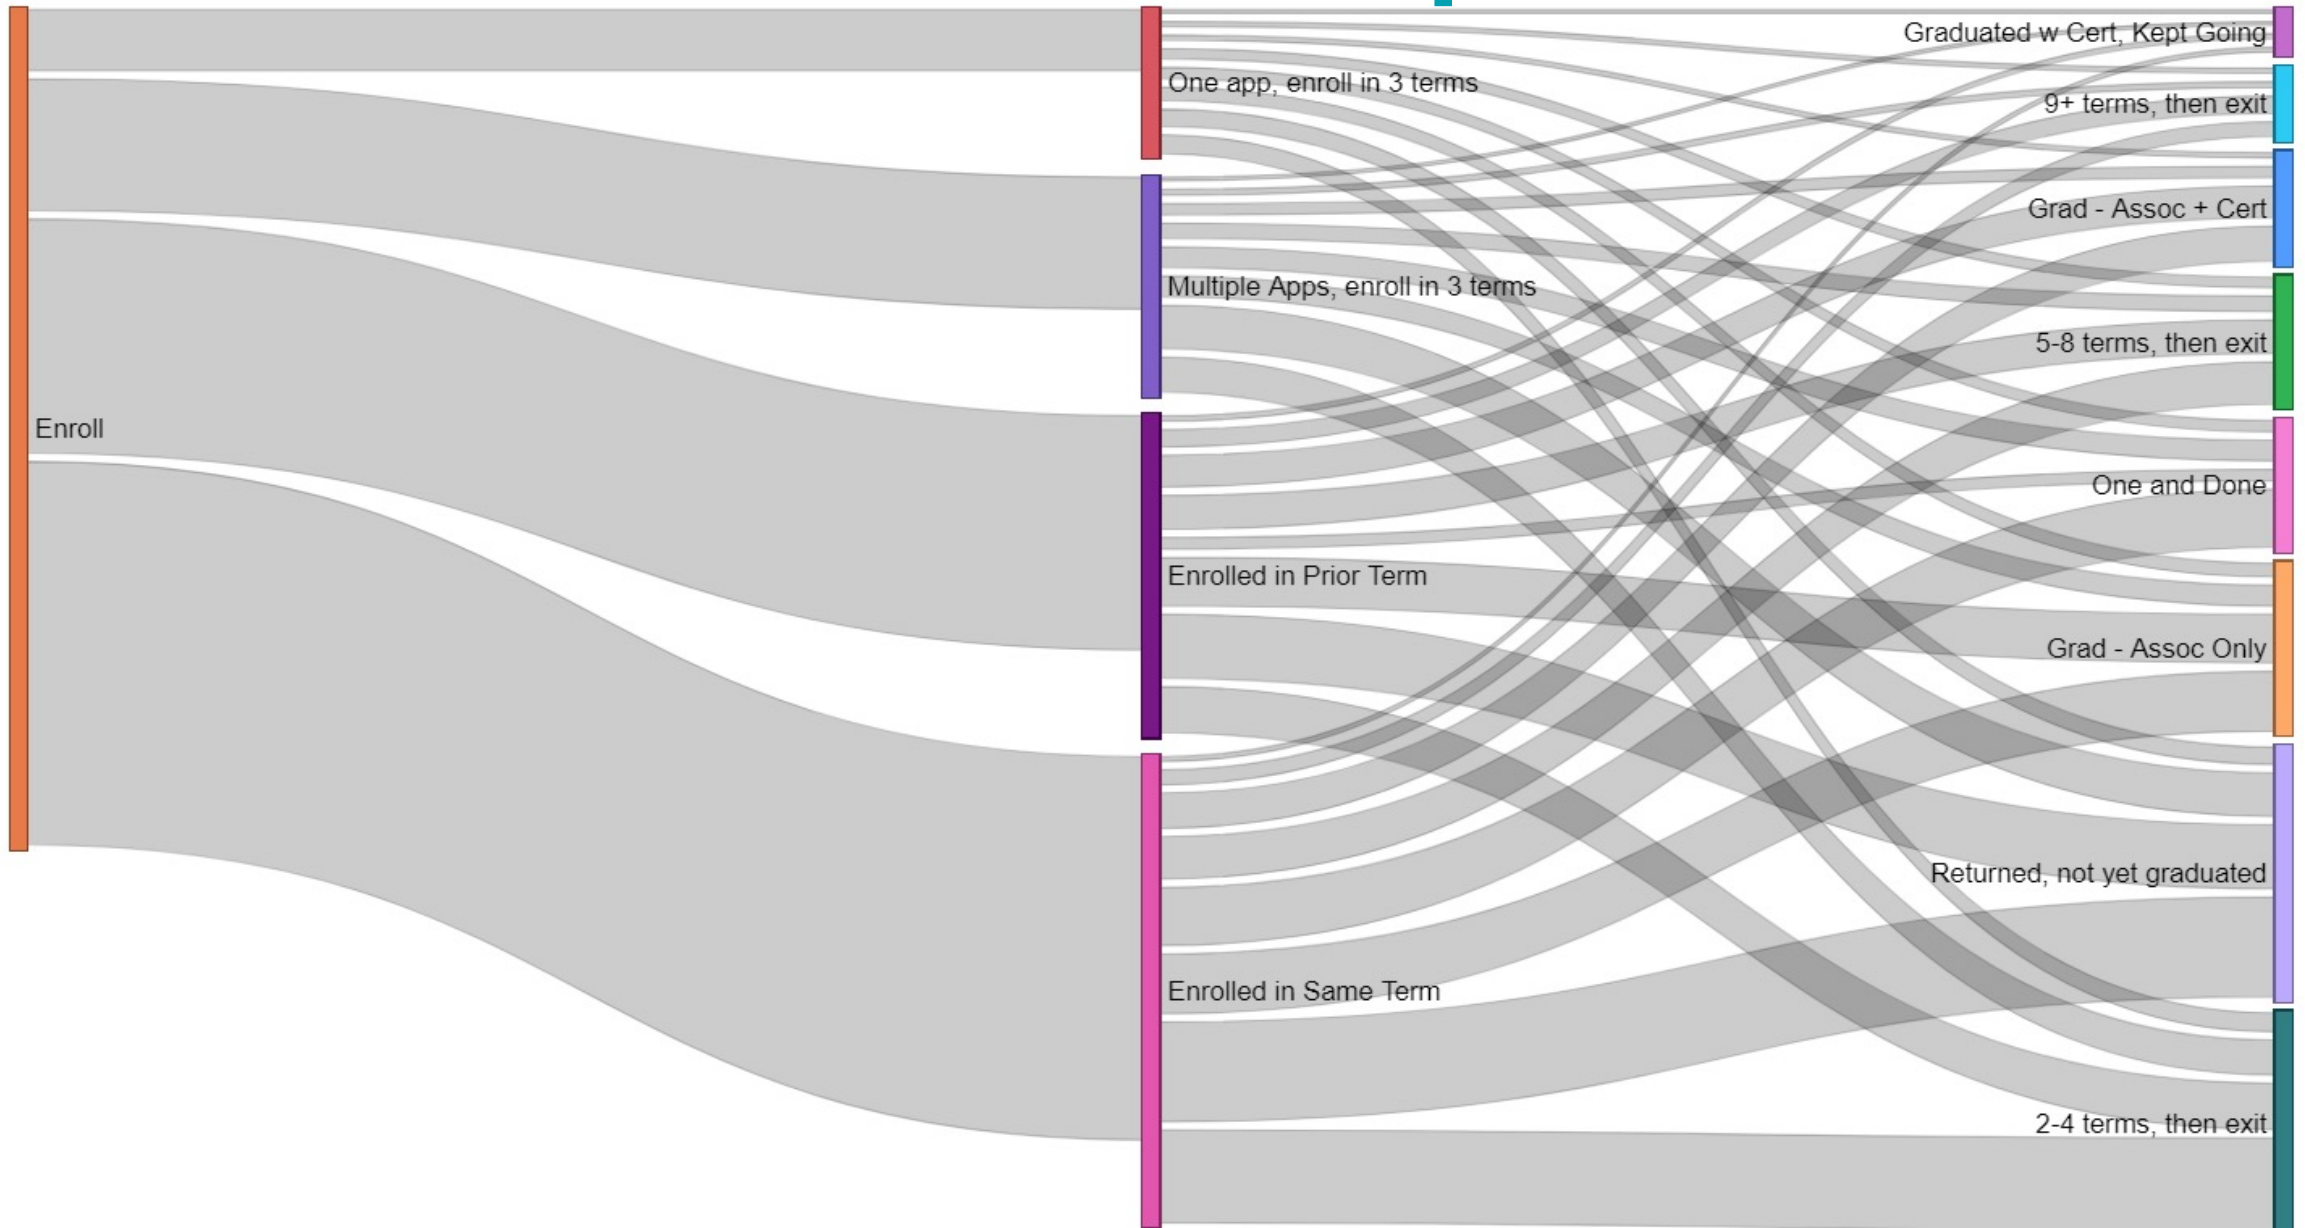 Enroll
One app, enroll in 3 terms
Multiple Apps, enroll in 3 terms
Enrolled in Prior Term
Enrolled in Same Term
Graduated w Cert, Kept Going
9+ terms, then exit
Grad - Assoc + Cert
5-8 terms, then exit
One and Done
Grad - Assoc Only
Returned, not yet graduated
2-4 terms, then exit